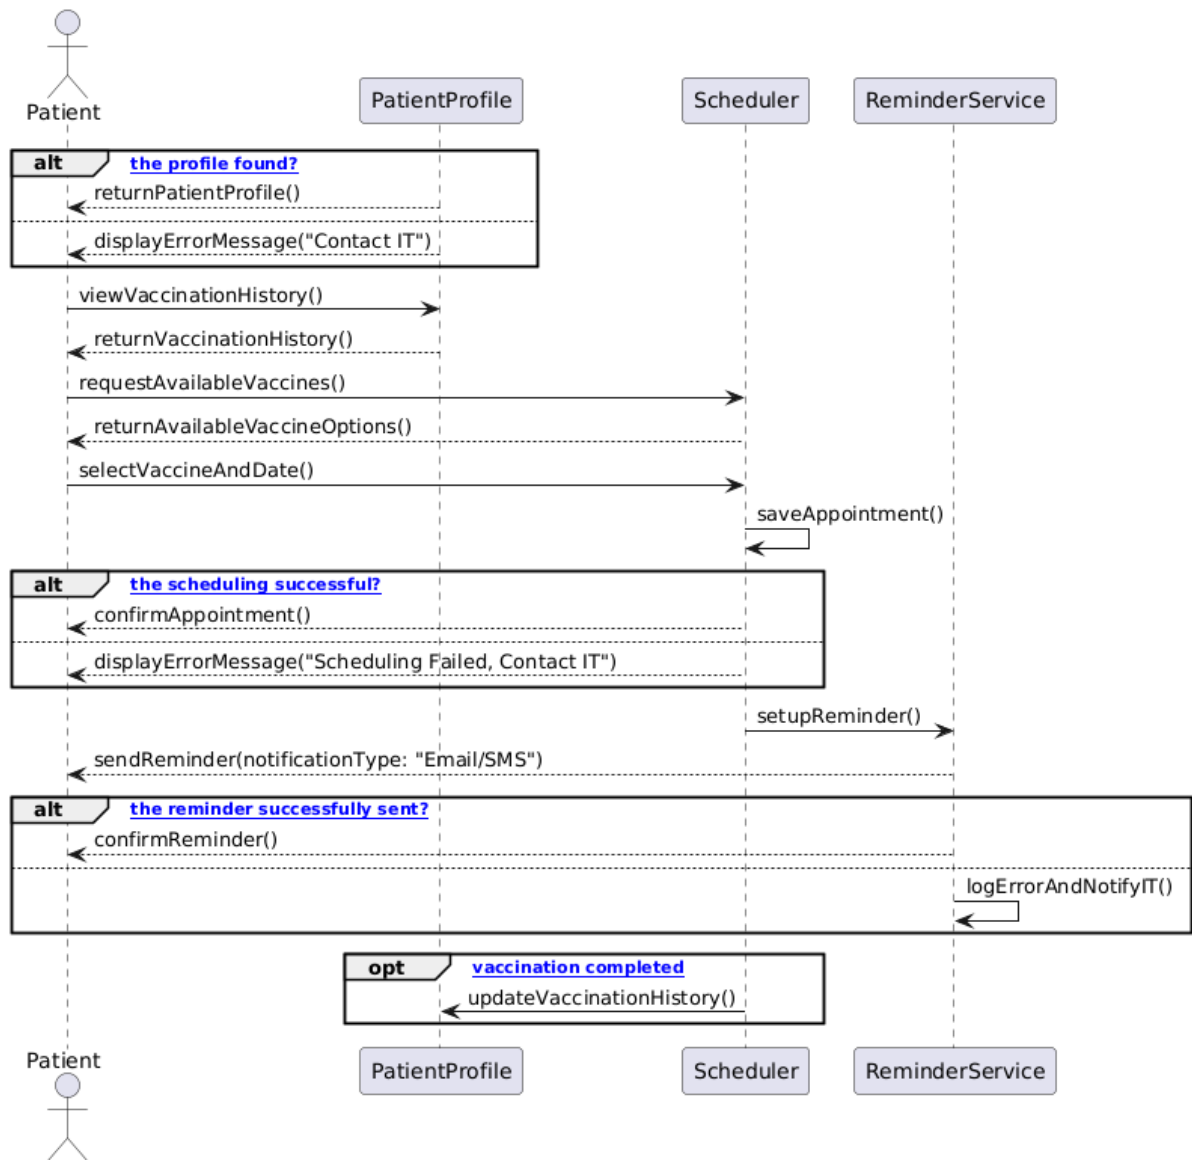 Patient
PatientProfile
Scheduler
ReminderService
alt
the profile found?
returnPatientProfile()
displayErrorMessage("Contact IT")
viewVaccinationHistory()
returnVaccinationHistory()
requestAvailableVaccines()
returnAvailableVaccineOptions()
selectVaccineAndDate()
saveAppointment()
alt
the scheduling successful?
confirmAppointment()
displayErrorMessage("Scheduling Failed, Contact IT")
setupReminder()
sendReminder(notificationType: "Email/SMS")
alt
the reminder successfully sent?
confirmReminder()
logErrorAndNotifyIT()
opt
vaccination completed
updateVaccinationHistory()
Patient
PatientProfile
Scheduler
ReminderService